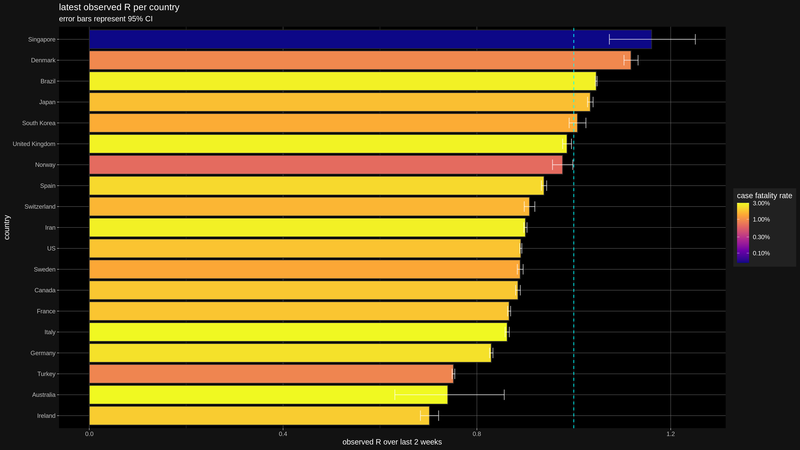 latest observed R per country
error bars represent 95% CI
country
Singapore
Denmark
Brazil
Japan
South Korea
United Kingdom
Norway
Spain
Switzerland
Iran
US
Sweden
Canada
France
Italy
Germany
Turkey
Australia
Ireland
0.0
0.4
0.8
1.2
observed R over last 2 weeks
case fatality rate
3.00%
1.00%
0.30%
0.10%